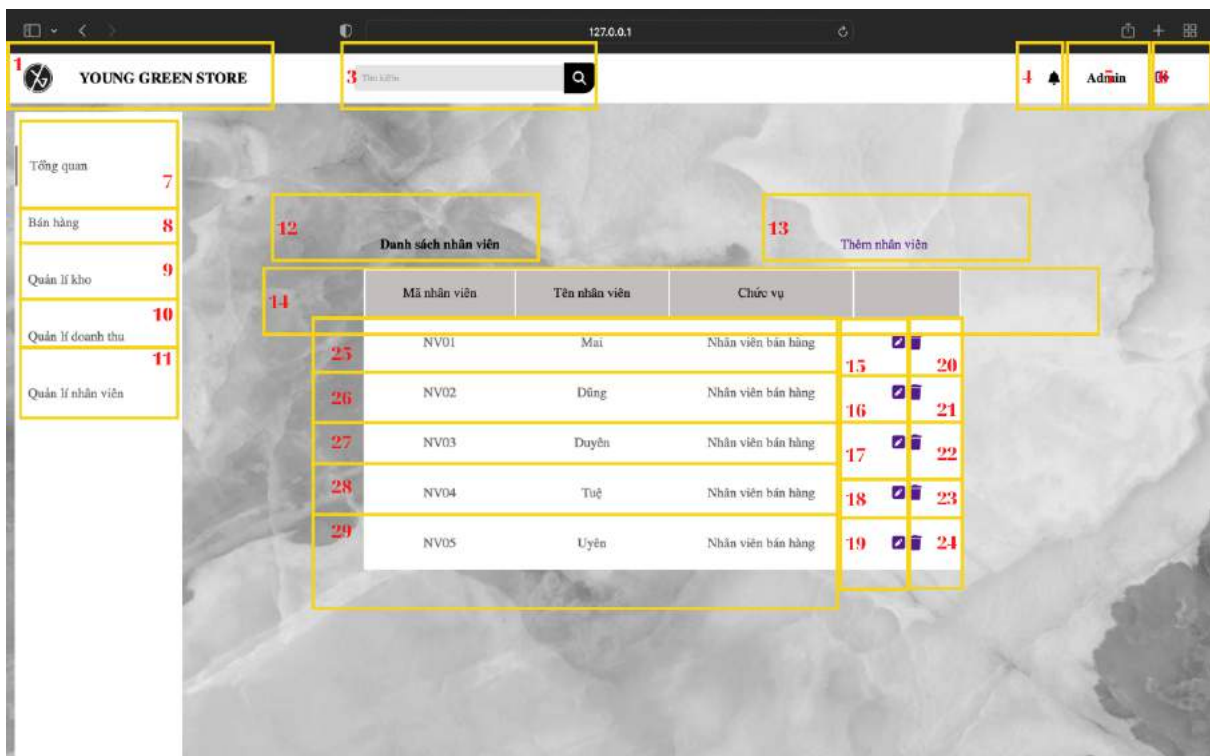 127.0.0.1
1 YOUNG GREEN STORE
3 Tìm kiếm
4 Admin
7 Tổng quan
8 Bán hàng
9 Quản lí kho
10 Quản lí doanh thu
11 Quản lí nhân viên
12 Danh sách nhân viên
13 Thêm nhân viên
14 Mã nhân viên Tên nhân viên Chức vụ
25 NV01 Mai Nhân viên bán hàng 15 20
26 NV02 Dũng Nhân viên bán hàng 16 21
27 NV03 Duyên Nhân viên bán hàng 17 22
28 NV04 Tuệ Nhân viên bán hàng 18 23
29 NV05 Uyên Nhân viên bán hàng 19 24